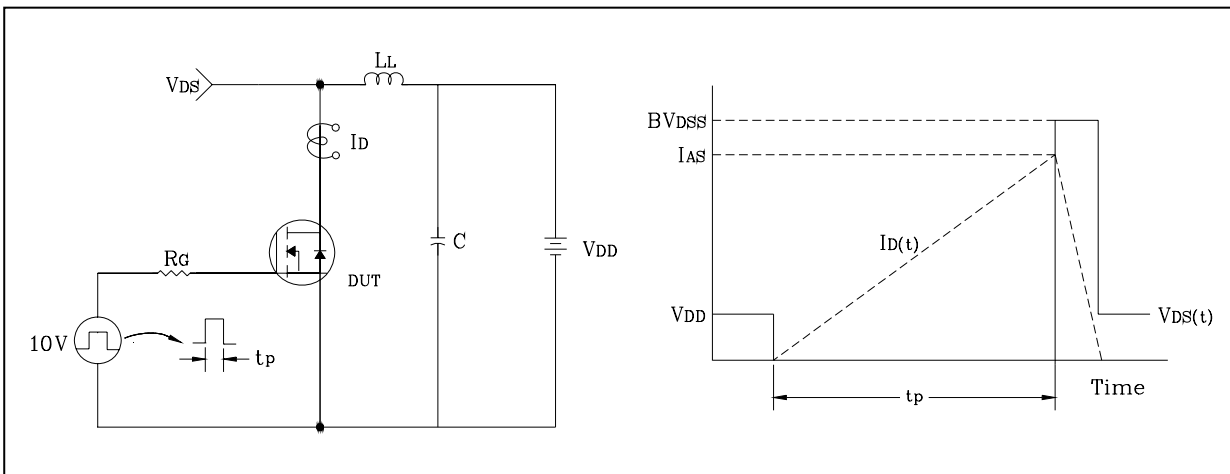 LL
VDS
ID
RG
DUT
C
VDD
10V
tp
BVDSS
IAS
ID(t)
VDD
VDS(t)
Time
tp